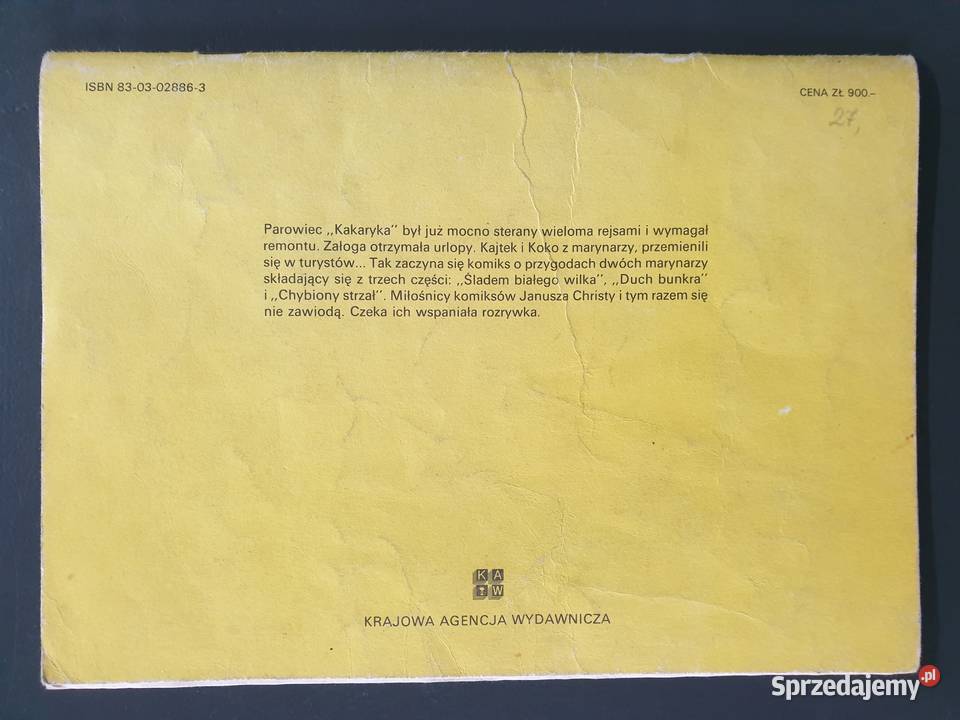 ISBN 83-03-02886-3
CENA ZŁ 900.–
27,
Parowiec ,,Kakaryka" był już mocno sterany wieloma rejsami i wymagał
remontu. Załoga otrzymała urlopy. Kajtek i Koko z marynarzy, przemienili
się w turystów... Tak zaczyna się komiks o przygodach dwóch marynarzy
składający się z trzech części: ,,Śladem białego wilka", ,,Duch bunkra"
i ,,Chybiony strzał". Miłośnicy komiksów Janusza Christy i tym razem się
nie zawiodą. Czeka ich wspaniała rozrywka.
K A
W
KRAJOWA AGENCJA WYDAWNICZA
Sprzedajemy.pl